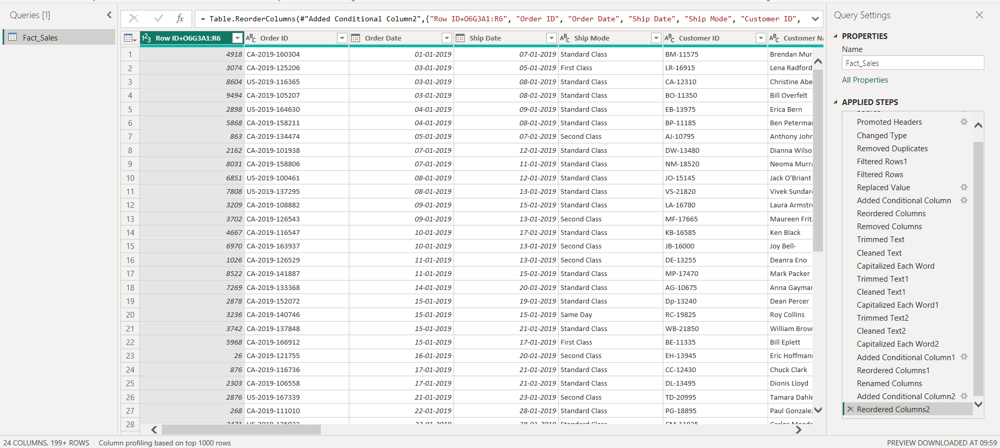 Queries [1]
Fact_Sales
fx
= Table.ReorderColumns(#"Added Conditional Column2",{"Row ID+O6G3A1:R6", "Order ID", "Order Date", "Ship Date", "Ship Mode", "Customer ID",
1 2 3 Row ID+O6G3A1:R6 ABC Order ID Order Date Ship Date ABC Ship Mode ABC Customer ID ABC Customer Na
1 4918 CA-2019-160304 01-01-2019 07-01-2019 Standard Class BM-11575 Brendan Mur
2 3074 CA-2019-125206 03-01-2019 05-01-2019 First Class LR-16915 Lena Radford
3 8604 US-2019-116365 03-01-2019 08-01-2019 Standard Class CA-12310 Christine Abe
4 9494 CA-2019-105207 03-01-2019 08-01-2019 Standard Class BO-11350 Bill Overfelt
5 2898 US-2019-164630 04-01-2019 09-01-2019 Standard Class EB-13975 Erica Bern
6 5868 CA-2019-158211 04-01-2019 08-01-2019 Standard Class BP-11185 Ben Peterma
7 863 CA-2019-134474 05-01-2019 07-01-2019 Second Class AJ-10795 Anthony John
8 2162 CA-2019-101938 07-01-2019 12-01-2019 Standard Class DW-13480 Dianna Wilso
9 8031 CA-2019-158806 07-01-2019 11-01-2019 Standard Class NM-18520 Neoma Murra
10 6851 US-2019-100461 08-01-2019 12-01-2019 Standard Class JO-15145 Jack O'Briant
11 7808 US-2019-137295 08-01-2019 13-01-2019 Standard Class VS-21820 Vivek Sundare
12 3209 CA-2019-108882 09-01-2019 15-01-2019 Standard Class LA-16780 Laura Armstro
13 3702 CA-2019-126543 09-01-2019 13-01-2019 Second Class MF-17665 Maureen Frit
14 4667 CA-2019-116547 10-01-2019 17-01-2019 Standard Class KB-16585 Ken Black
15 6970 CA-2019-163937 10-01-2019 13-01-2019 Second Class JB-16000 Joy Bell-
16 1026 CA-2019-126529 11-01-2019 13-01-2019 Second Class DE-13255 Deanra Eno
17 8522 CA-2019-141887 11-01-2019 15-01-2019 Standard Class MP-17470 Mark Packer
18 7269 CA-2019-133368 14-01-2019 20-01-2019 Standard Class AG-10675 Anna Gayman
19 2878 CA-2019-152072 15-01-2019 19-01-2019 Standard Class Dp-13240 Dean Percer
20 3236 CA-2019-140746 15-01-2019 15-01-2019 Same Day RC-19825 Roy Collins
21 3742 CA-2019-137848 15-01-2019 21-01-2019 Standard Class WB-21850 William Brow
22 5968 CA-2019-166912 15-01-2019 17-01-2019 First Class BE-11335 Bill Eplett
23 26 CA-2019-121755 16-01-2019 20-01-2019 Second Class EH-13945 Eric Hoffman
24 876 CA-2019-116736 17-01-2019 21-01-2019 Standard Class CC-12430 Chuck Clark
25 2303 CA-2019-106558 17-01-2019 21-01-2019 Standard Class DL-13495 Dionis Lloyd
26 2876 US-2019-167339 21-01-2019 23-01-2019 Second Class TD-20995 Tamara Dahle
27 268 CA-2019-111010 22-01-2019 28-01-2019 Standard Class PG-18895 Paul Gonzalez
28
24 COLUMNS, 199+ ROWS Column profiling based on top 1000 rows
Query Settings
PROPERTIES
Name
Fact_Sales
All Properties
APPLIED STEPS
Promoted Headers
Changed Type
Removed Duplicates
Filtered Rows1
Filtered Rows
Replaced Value
Added Conditional Column
Reordered Columns
Removed Columns
Trimmed Text
Cleaned Text
Capitalized Each Word
Trimmed Text1
Cleaned Text1
Capitalized Each Word1
Trimmed Text2
Cleaned Text2
Capitalized Each Word2
Added Conditional Column1
Reordered Columns1
Renamed Columns
Added Conditional Column2
Reordered Columns2
PREVIEW DOWNLOADED AT 09:59